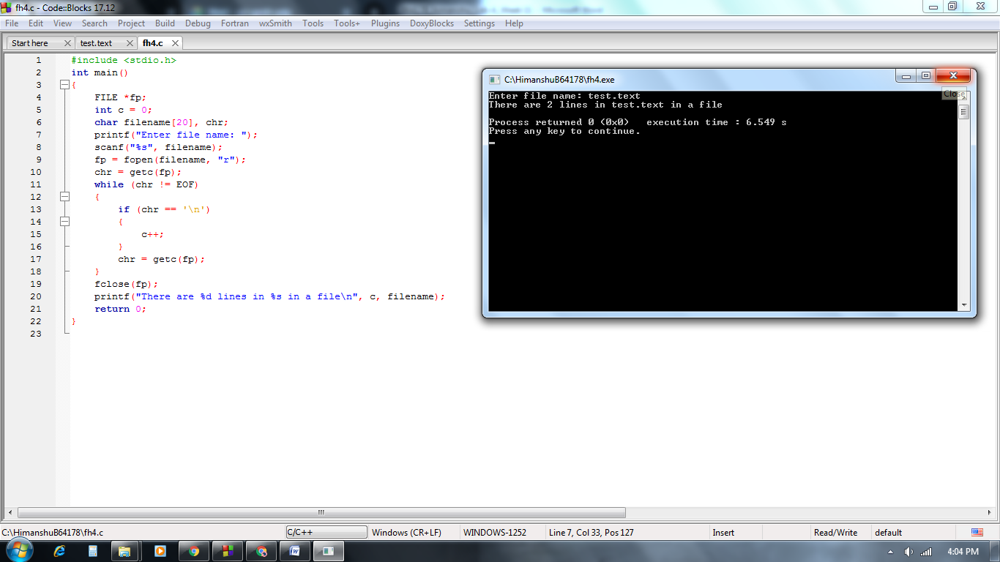 fh4.c - Code::Blocks 17.12
File Edit View Search Project Build Debug Fortran wxSmith Tools Tools+ Plugins DoxyBlocks Settings Help
Start here test.text fh4.c
1 #include <stdio.h>
2 int main()
3 {
4 FILE *fp;
5 int c = 0;
6 char filename[20], chr;
7 printf("Enter file name: ");
8 scanf("%s", filename);
9 fp = fopen(filename, "r");
10 chr = getc(fp);
11 while (chr != EOF)
12 {
13 if (chr == '\n')
14 {
15 c++;
16 }
17 chr = getc(fp);
18 }
19 fclose(fp);
20 printf("There are %d lines in %s in a file\n", c, filename);
21 return 0;
22 }
23
C:\HimanshuB64178\fh4.exe
Close
Enter file name: test.text
There are 2 lines in test.text in a file
Process returned 0 (0x0) execution time : 6.549 s
Press any key to continue.
C:\HimanshuB64178\fh4.c C/C++ Windows (CR+LF) WINDOWS-1252 Line 7, Col 33, Pos 127 Insert Read/Write default
4:04 PM